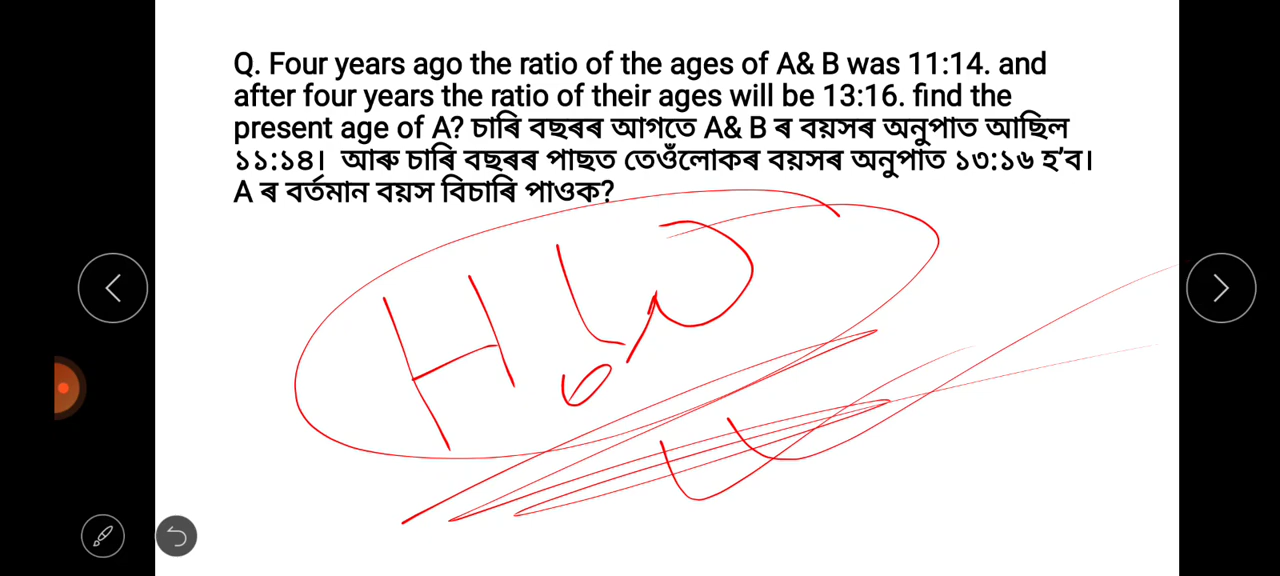 Q. Four years ago the ratio of the ages of A& B was 11:14. and
after four years the ratio of their ages will be 13:16. find the
present age of A? চাৰি বছৰৰ আগতে A& B ৰ বয়সৰ অনুপাত আছিল
১১:১৪। আৰু চাৰি বছৰৰ পাছত তেওঁলোকৰ বয়সৰ অনুপাত ১৩:১৬ হ'ব।
A ৰ বৰ্তমান বয়স বিচাৰি পাওক?
H.W